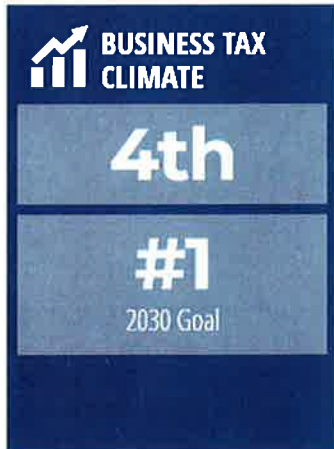 BUSINESS TAX
CLIMATE
4th
#1
2030 Goal